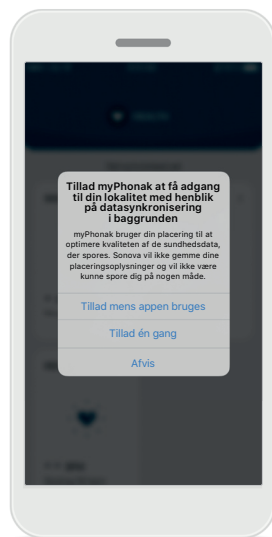 Tillad myPhonak at få adgang
til din lokalitet med henblik
på datasynkronisering
i baggrunden
myPhonak bruger din placering til at
optimere kvaliteten af de sundhedsdata,
der spores. Sonova vil ikke gemme dine
placeringsoplysninger og vil ikke være
kunne spore dig på nogen måde.
Tillad mens appen bruges
Tillad én gang
Afvis